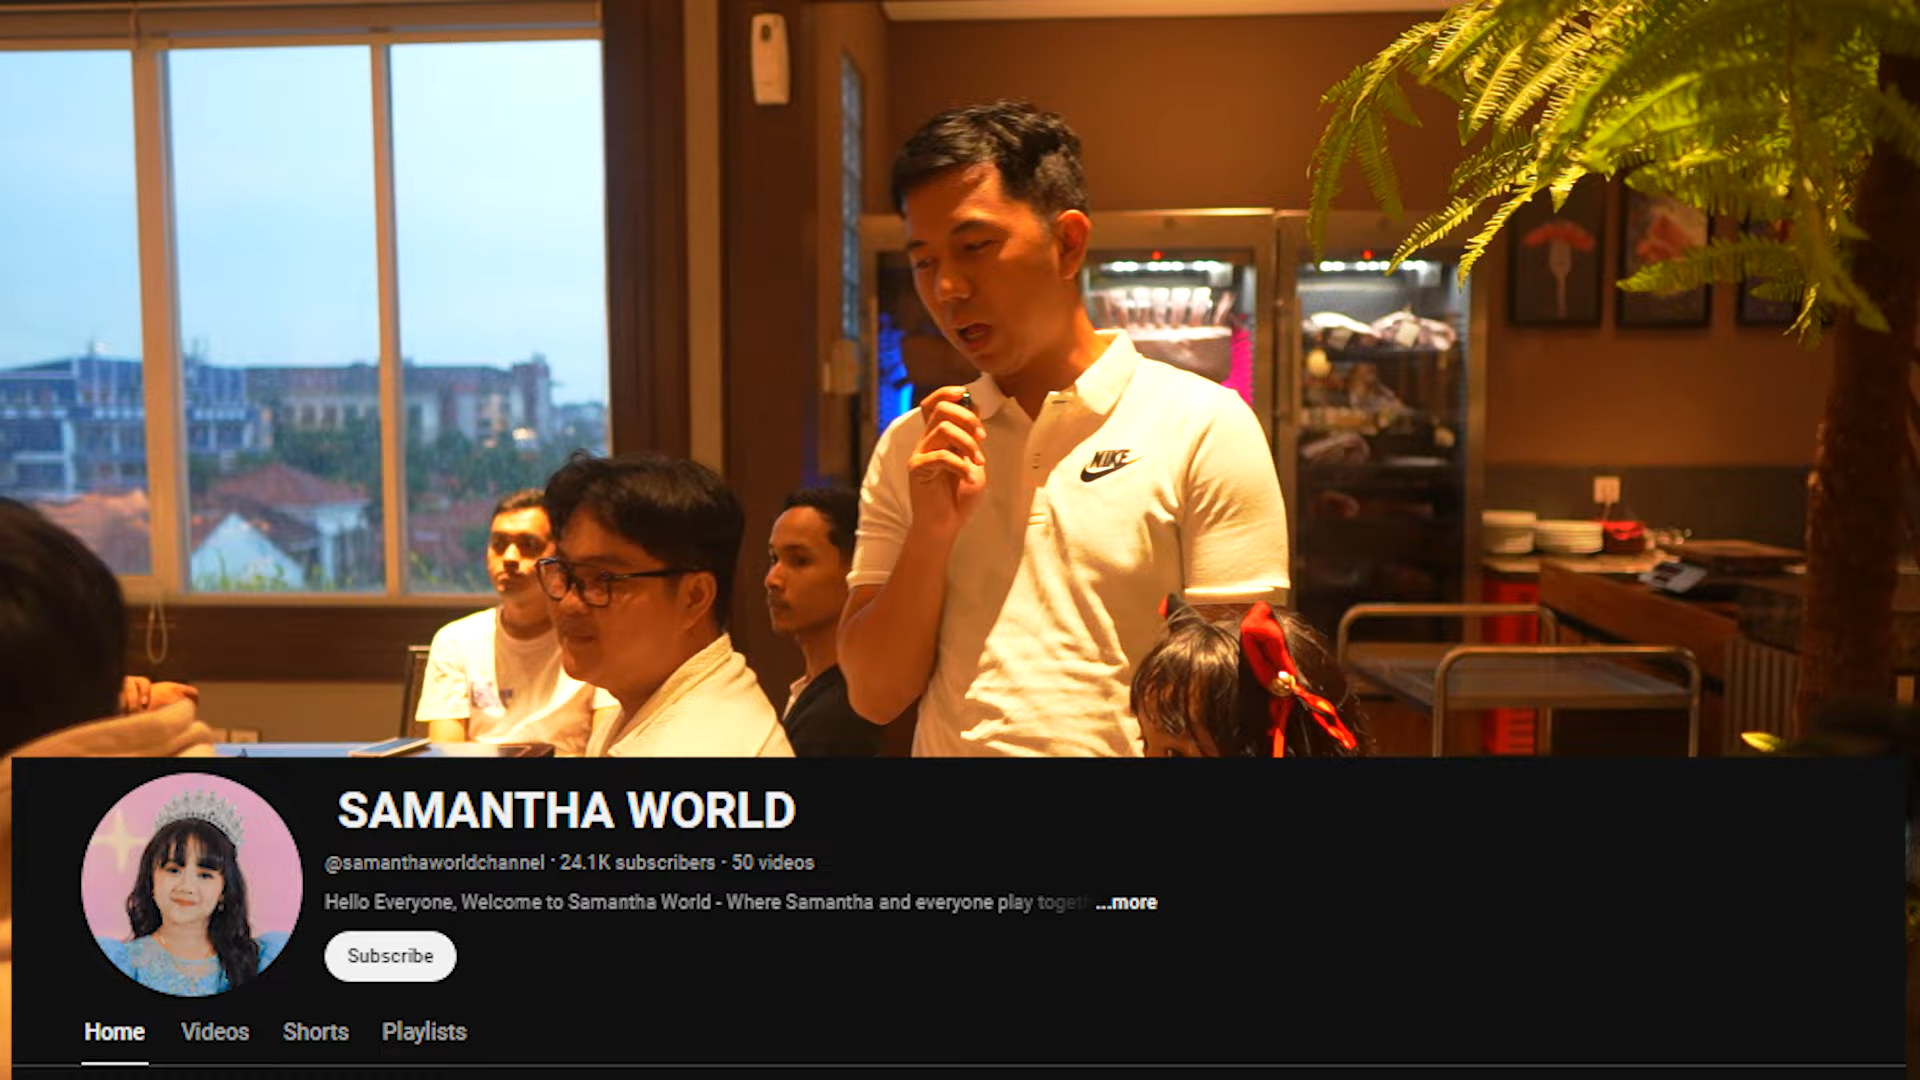 NIKE
SAMANTHA WORLD
@samanthaworldchannel · 24.1K subscribers · 50 videos
Hello Everyone, Welcome to Samantha World - Where Samantha and everyone play toget ...more
Subscribe
Home Videos Shorts Playlists